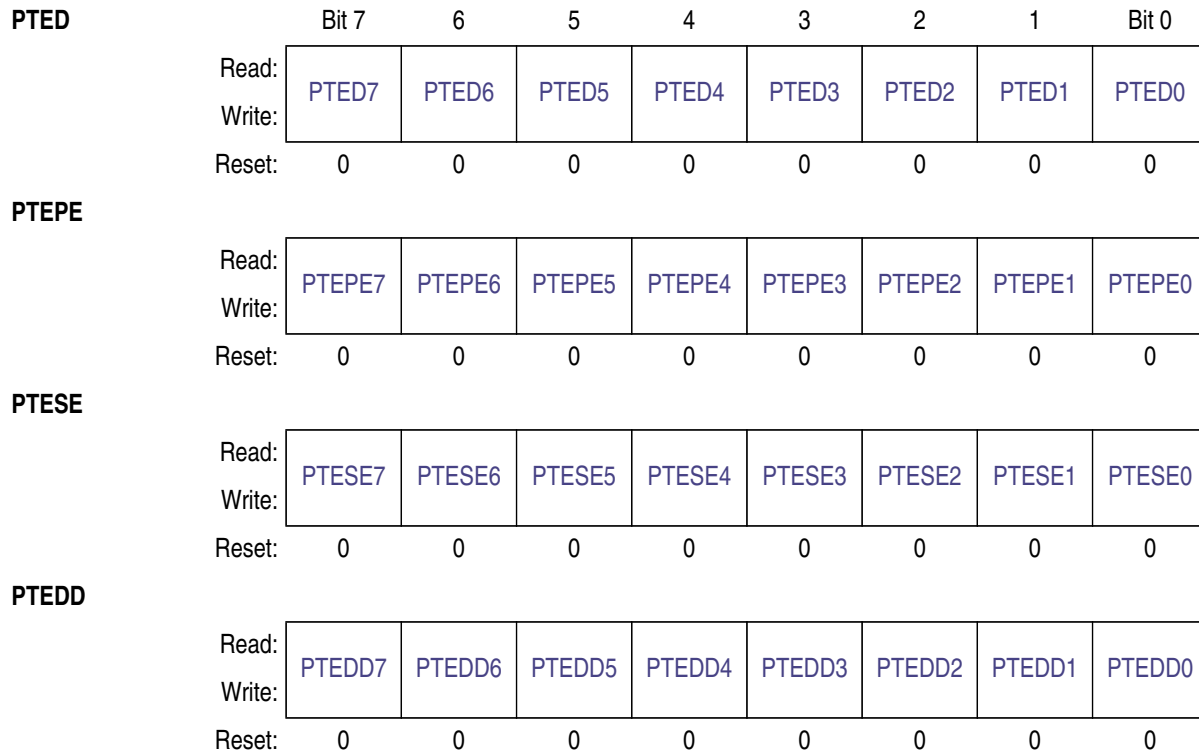 PTED Bit 7 6 5 4 3 2 1 Bit 0
Read:
PTED7 PTED6 PTED5 PTED4 PTED3 PTED2 PTED1 PTED0
Write:
Reset: 0 0 0 0 0 0 0 0
PTEPE
Read:
PTEPE7 PTEPE6 PTEPE5 PTEPE4 PTEPE3 PTEPE2 PTEPE1 PTEPE0
Write:
Reset: 0 0 0 0 0 0 0 0
PTESE
Read:
PTESE7 PTESE6 PTESE5 PTESE4 PTESE3 PTESE2 PTESE1 PTESE0
Write:
Reset: 0 0 0 0 0 0 0 0
PTEDD
Read:
PTEDD7 PTEDD6 PTEDD5 PTEDD4 PTEDD3 PTEDD2 PTEDD1 PTEDD0
Write:
Reset: 0 0 0 0 0 0 0 0